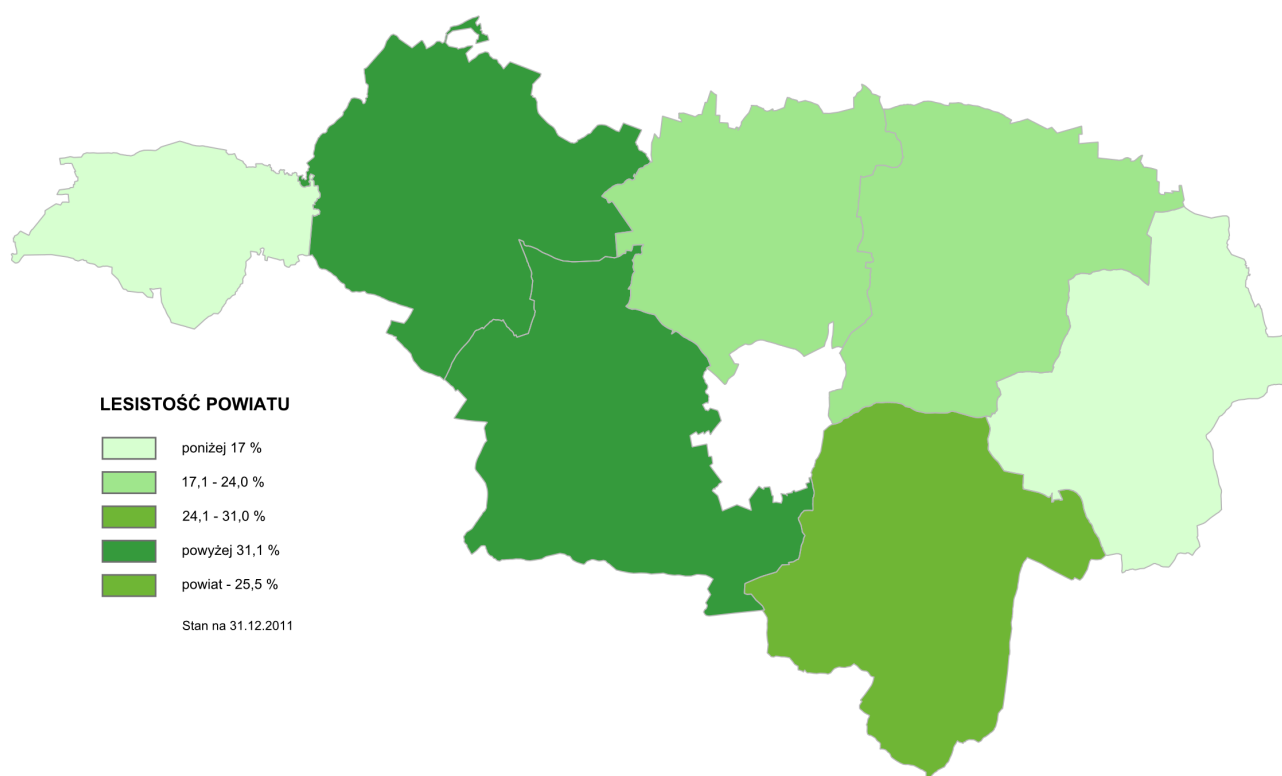 LESISTOŚĆ POWIATU
poniżej 17 %
17,1 - 24,0 %
24,1 - 31,0 %
powyżej 31,1 %
powiat - 25,5 %
Stan na 31.12.2011